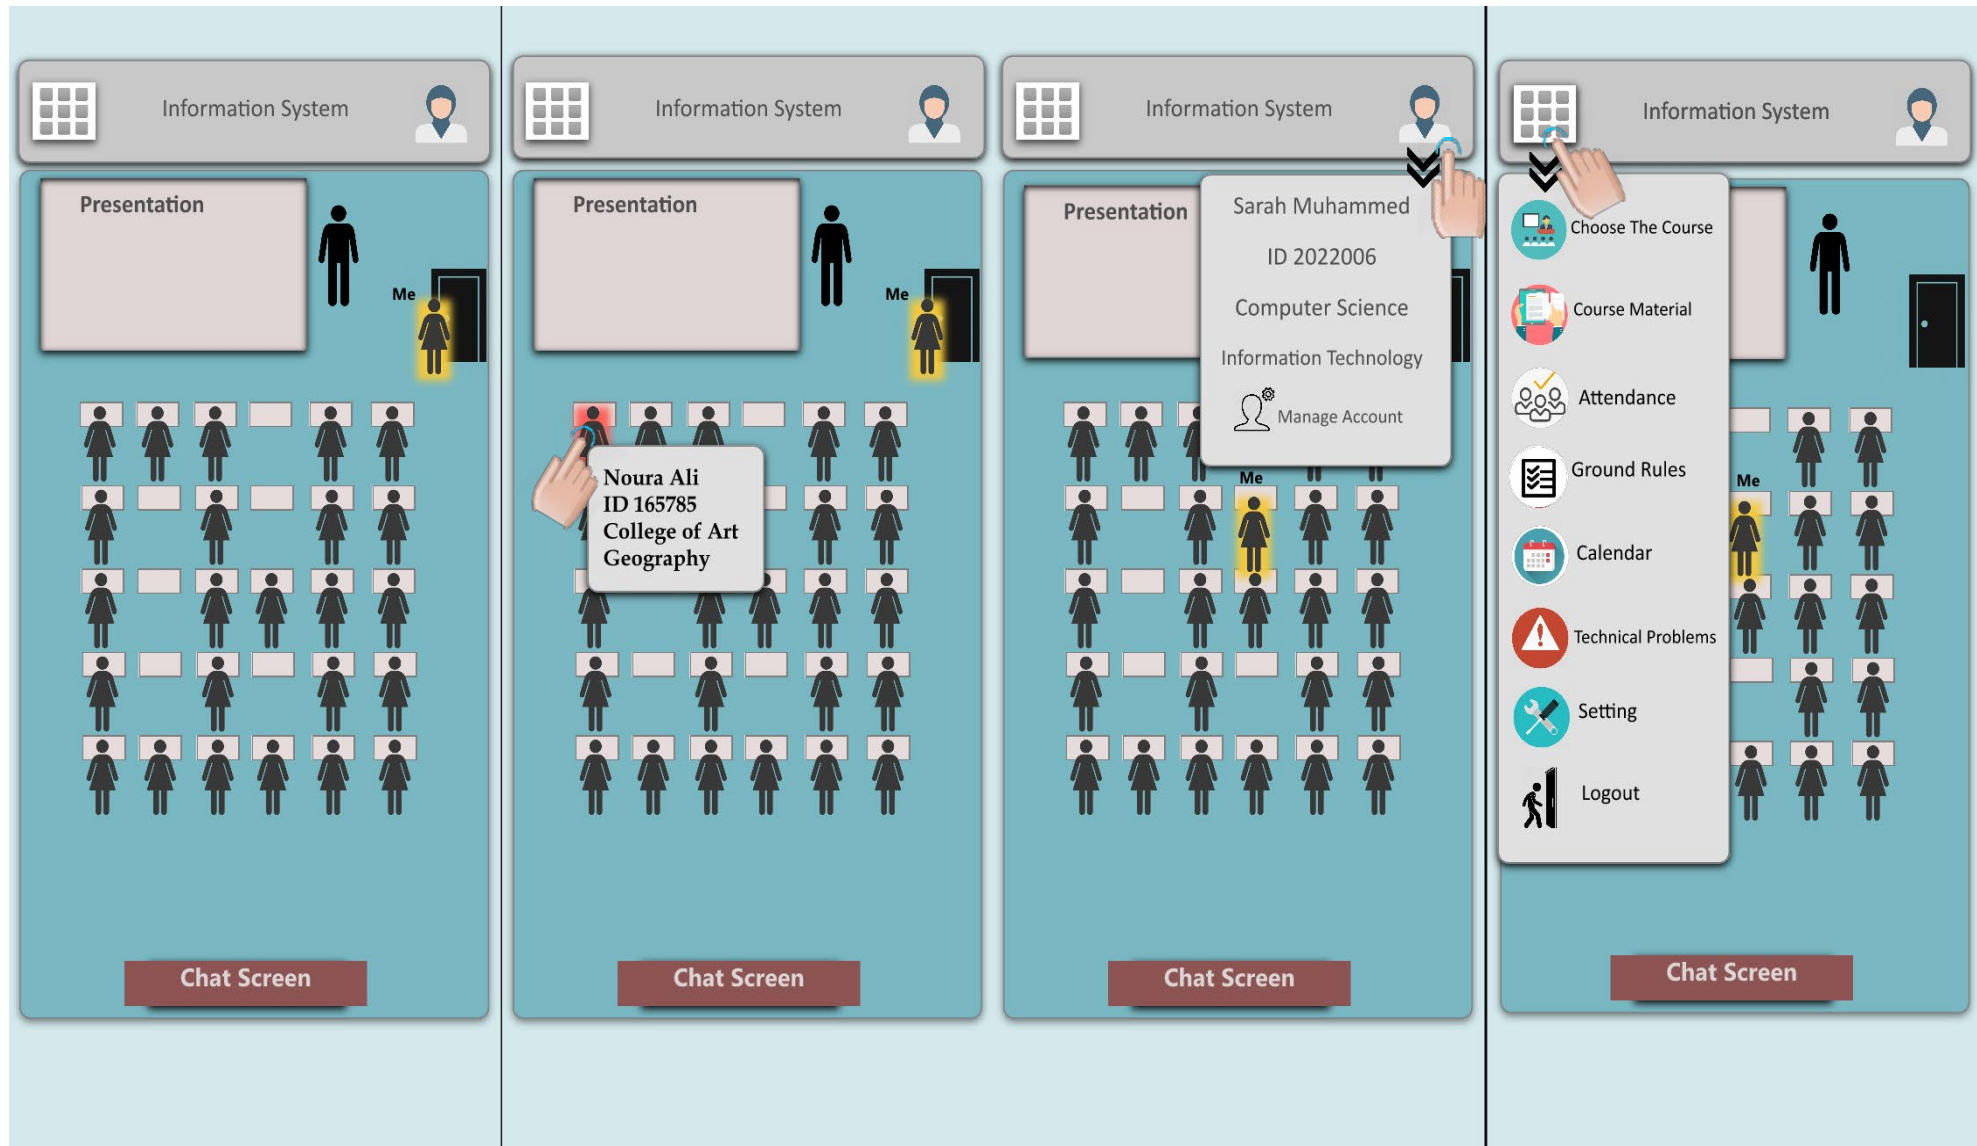 Information System
Presentation
Me
Chat Screen
Information System
Presentation
Me
Noura Ali
ID 165785
College of Art
Geography
Chat Screen
Information System
Presentation
Sarah Muhammed
ID 2022006
Computer Science
Information Technology
Manage Account
Me
Chat Screen
Information System
Choose The Course
Course Material
Attendance
Ground Rules
Me
Calendar
Technical Problems
Setting
Logout
Chat Screen